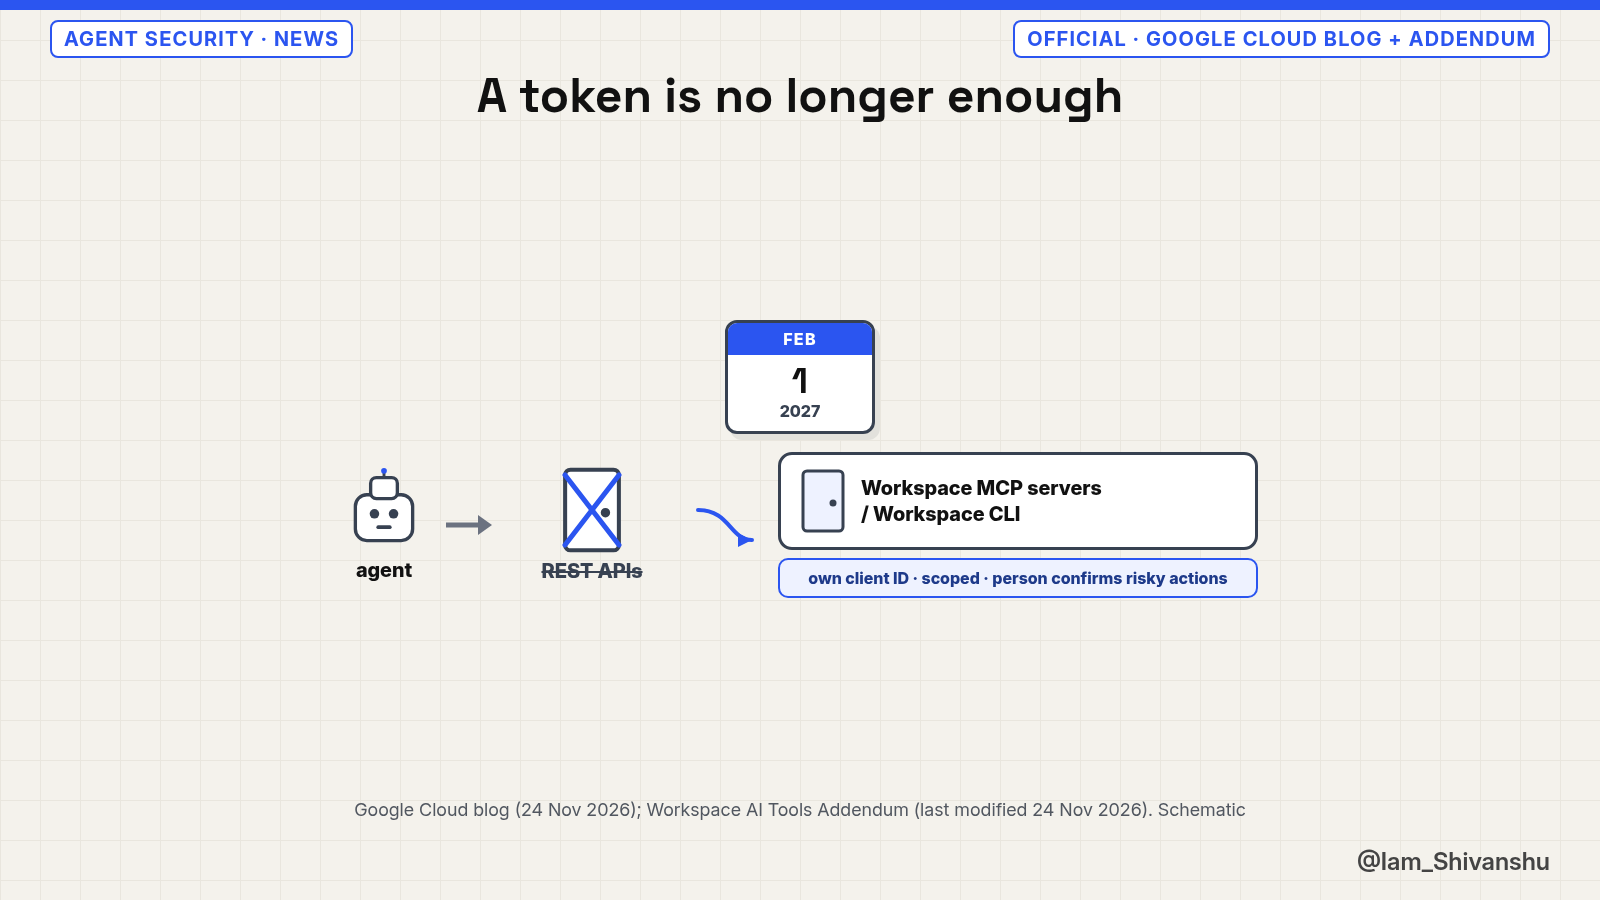 AGENT SECURITY · NEWS
OFFICIAL · GOOGLE CLOUD BLOG + ADDENDUM
A token is no longer enough
FEB
1
2027
Workspace MCP servers
/ Workspace CLI
agent
REST APIs
own client ID · scoped · person confirms risky actions
Google Cloud blog (24 Nov 2026); Workspace AI Tools Addendum (last modified 24 Nov 2026). Schematic
@Iam_Shivanshu